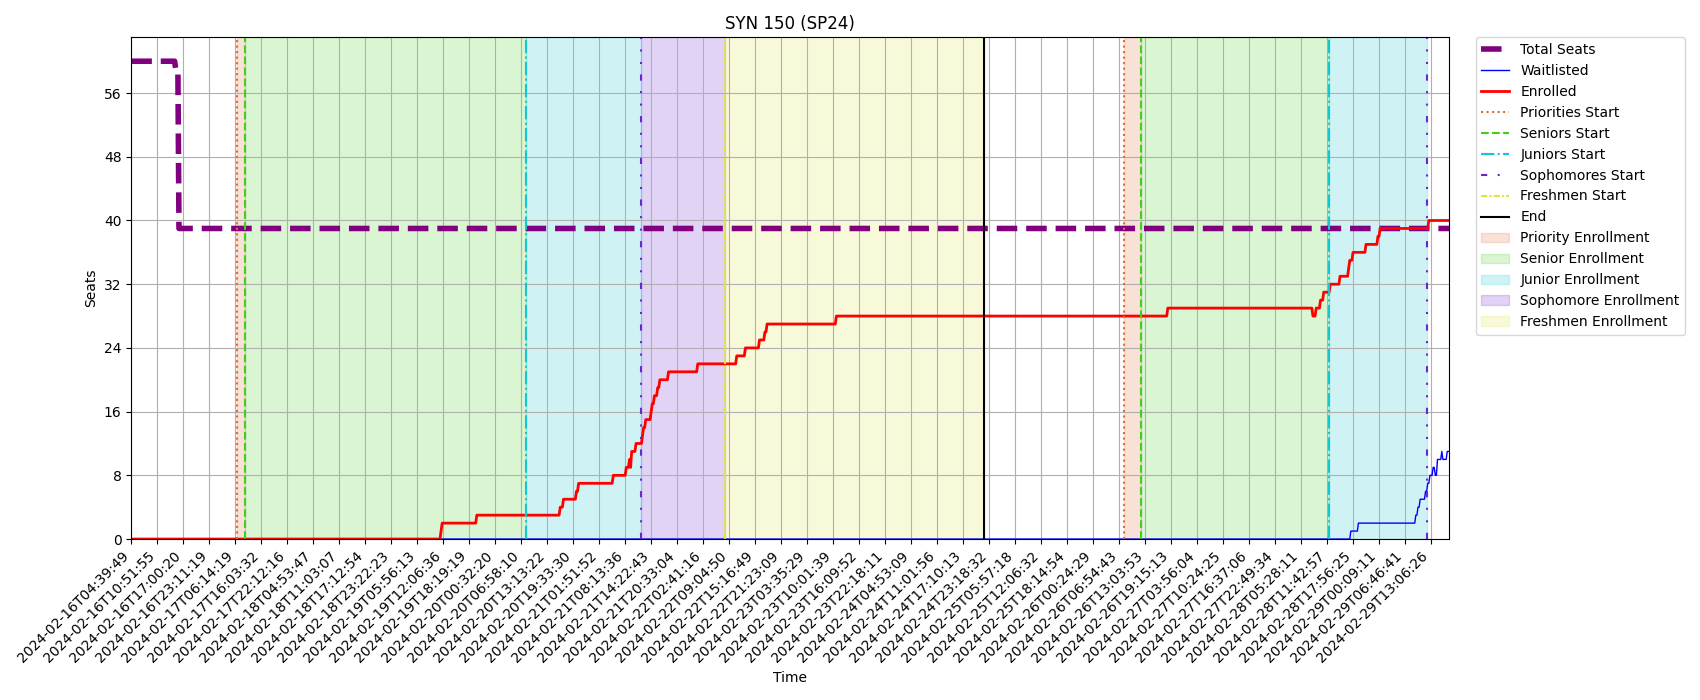 SYN 150 (SP24)
Seats
56
48
40
32
24
16
8
0
2024-02-16T04:39:49
2024-02-16T10:51:55
2024-02-16T17:00:20
2024-02-16T23:11:19
2024-02-17T06:14:19
2024-02-17T16:03:32
2024-02-17T22:12:16
2024-02-18T04:53:47
2024-02-18T11:03:07
2024-02-18T17:12:54
2024-02-18T23:22:23
2024-02-19T05:56:13
2024-02-19T12:06:36
2024-02-19T18:19:19
2024-02-20T00:32:20
2024-02-20T06:58:10
2024-02-20T13:13:22
2024-02-20T19:33:30
2024-02-21T01:51:52
2024-02-21T08:13:36
2024-02-21T14:22:43
2024-02-21T20:33:04
2024-02-22T02:41:16
2024-02-22T09:04:50
2024-02-22T15:16:49
2024-02-22T21:23:09
2024-02-23T03:35:29
2024-02-23T10:01:39
2024-02-23T16:09:52
2024-02-23T22:18:11
2024-02-24T04:53:09
2024-02-24T11:01:56
2024-02-24T17:10:13
2024-02-24T23:18:32
2024-02-25T05:57:18
2024-02-25T12:06:32
2024-02-25T18:14:54
2024-02-26T00:24:29
2024-02-26T06:54:43
2024-02-26T13:03:53
2024-02-26T19:15:13
2024-02-27T03:56:04
2024-02-27T10:24:25
2024-02-27T16:37:06
2024-02-27T22:49:34
2024-02-28T05:28:11
2024-02-28T11:42:57
2024-02-28T17:56:25
2024-02-29T00:09:11
2024-02-29T06:46:41
2024-02-29T13:06:26
Time
Total Seats
Waitlisted
Enrolled
Priorities Start
Seniors Start
Juniors Start
Sophomores Start
Freshmen Start
End
Priority Enrollment
Senior Enrollment
Junior Enrollment
Sophomore Enrollment
Freshmen Enrollment